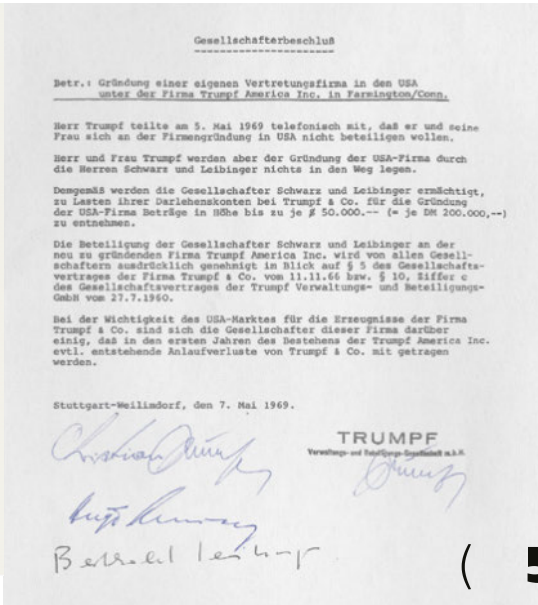 Gesellschafterbeschluß
Betr.: Gründung einer eigenen Vertretungsfirma in den USA
unter der Firma Trumpf America Inc. in Farmington/Conn.
Herr Trumpf teilte am 5. Mai 1969 telefonisch mit, daß er und seine
Frau sich an der Firmengründung in USA nicht beteiligen wollen.
Herr und Frau Trumpf werden aber der Gründung der USA-Firma durch
die Herren Schwarz und Leibinger nichts in den Weg legen.
Demgemäß werden die Gesellschafter Schwarz und Leibinger ermächtigt,
zu Lasten ihrer Darlehenskonten bei Trumpf & Co. für die Gründung
der USA-Firma Beträge in Höhe bis zu je $ 50.000.-- (= je DM 200.000,--)
zu entnehmen.
Die Beteiligung der Gesellschafter Schwarz und Leibinger an der
neu zu gründenden Firma Trumpf America Inc. wird von allen Gesell-
schaftern ausdrücklich genehmigt in Blick auf § 5 des Gesellschafts-
vertrages der Firma Trumpf & Co. vom 11.11.66 bzw. § 10, Ziffer c
des Gesellschaftsvertrages der Trumpf Verwaltungs- und Beteiligungs-
GmbH vom 27.7.1960.
Bei der Wichtigkeit des USA-Marktes für die Erzeugnisse der Firma
Trumpf & Co. sind sich die Gesellschafter dieser Firma darüber
einig, daß in den ersten Jahren des Bestehens der Trumpf America Inc.
evtl. entstehende Anlaufverluste von Trumpf & Co. mit getragen
werden.
Stuttgart-Weilimdorf, den 7. Mai 1969.
Christian Trumpf
TRUMPF
Verwaltungs- und Beteiligungs-Gesellschaft m.b.H.
Trumpf
Berthold Leibinger
( 5